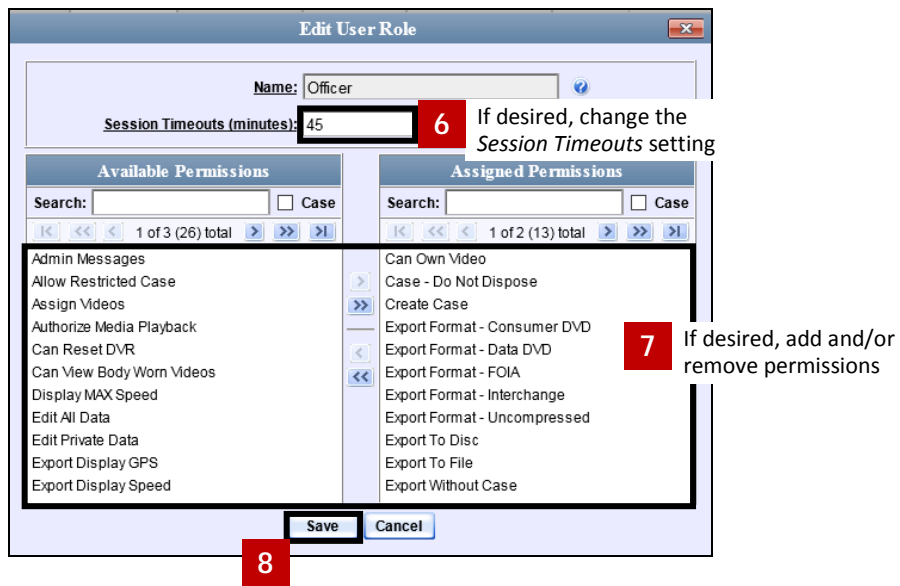 Edit User Role
Name: Officer
Session Timeouts (minutes): 45
6 If desired, change the
Session Timeouts setting
Available Permissions
Search: Case
1 of 3 (26) total
Admin Messages
Allow Restricted Case
Assign Videos
Authorize Media Playback
Can Reset DVR
Can View Body Worn Videos
Display MAX Speed
Edit All Data
Edit Private Data
Export Display GPS
Export Display Speed
Assigned Permissions
Search: Case
1 of 2 (13) total
Can Own Video
Case - Do Not Dispose
Create Case
Export Format - Consumer DVD
Export Format - Data DVD
Export Format - FOIA
Export Format - Interchange
Export Format - Uncompressed
Export To Disc
Export To File
Export Without Case
7 If desired, add and/or
remove permissions
Save Cancel
8